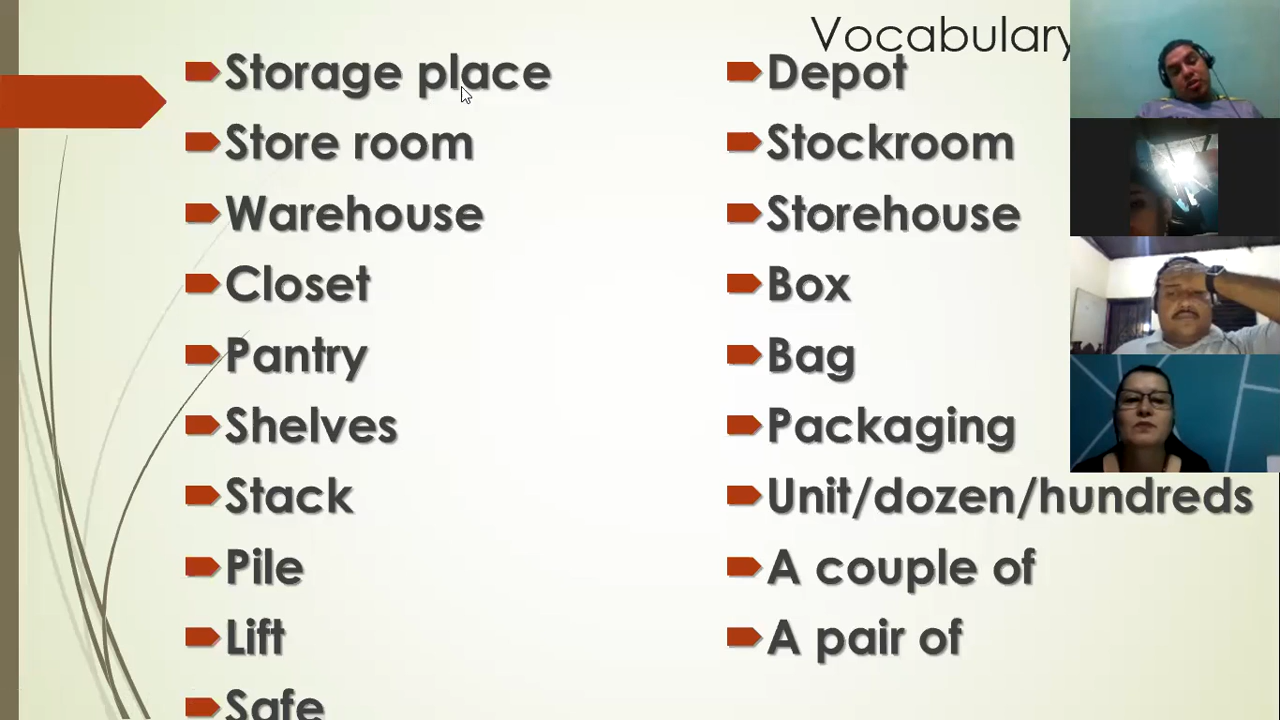 Vocabulary
Storage place
Store room
Warehouse
Closet
Pantry
Shelves
Stack
Pile
Lift
Safe
Depot
Stockroom
Storehouse
Box
Bag
Packaging
Unit/dozen/hundreds
A couple of
A pair of